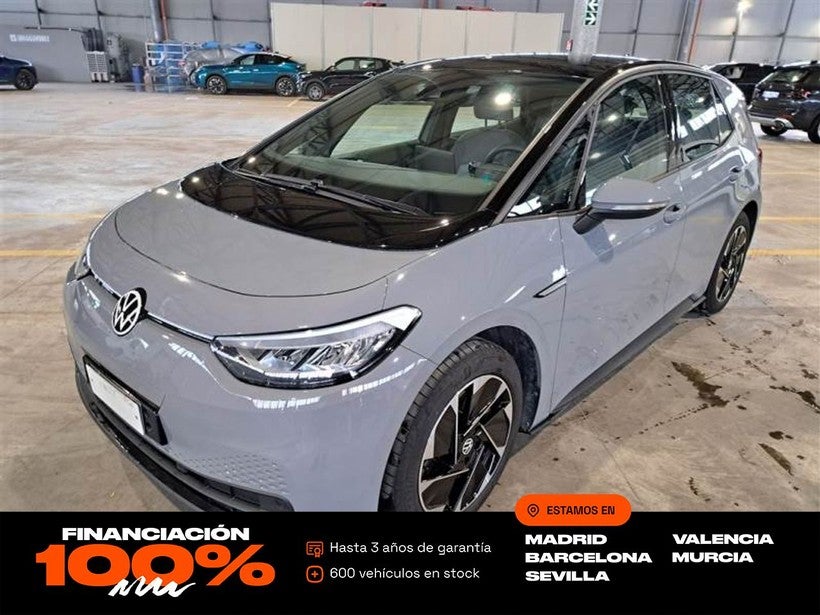 ESTAMOS EN
FINANCIACIÓN
100%
Hasta 3 años de garantía
600 vehículos en stock
MADRID
BARCELONA
SEVILLA
VALENCIA
MURCIA